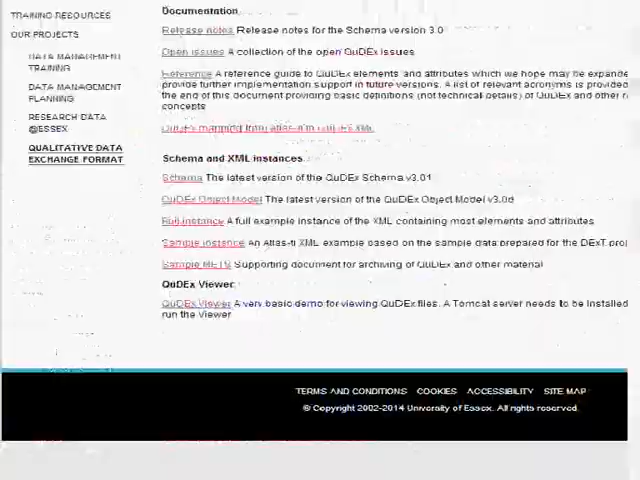 TRAINING RESOURCES
OUR PROJECTS
DATA MANAGEMENT
TRAINING
DATA MANAGEMENT
PLANNING
RESEARCH DATA
@ESSEX
QUALITATIVE DATA
EXCHANGE FORMAT
Documentation
Release notes Release notes for the Schema version 3.0
Open issues A collection of the open QuDEx issues
Reference A reference guide to QuDEx elements and attributes which we hope may be expande
provide further implementation support in future versions. A list of relevant acronyms is provided
the end of this document providing basic definitions (not technical details) of QuDEx and other r
concepts
QuDEx mapping from atlas-ti to QuDEx XML
Schema and XML instances
Schema The latest version of the QuDEx Schema v3.01
QuDEx Object Model The latest version of the QuDEx Object Model v3.0d
Full instance A full example instance of the XML containing most elements and attributes
Sample instance An Atlas-ti XML example based on the sample data prepared for the DExT proj
Sample METS Supporting document for archiving of QuDEx and other material
QuDEx Viewer
QuDEx Viewer A very basic demo for viewing QuDEx files. A Tomcat server needs to be installed
run the Viewer
TERMS AND CONDITIONS COOKIES ACCESSIBILITY SITE MAP
© Copyright 2002-2014 University of Essex. All rights reserved.